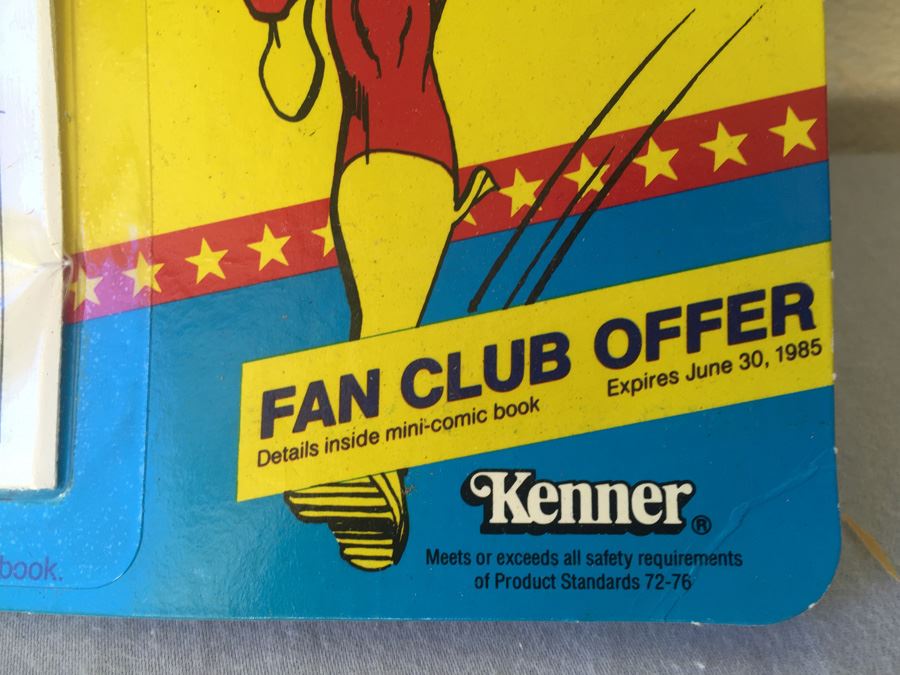 FAN CLUB OFFER
Details inside mini-comic book
Expires June 30, 1985
Kenner®
Meets or exceeds all safety requirements
of Product Standards 72-76
book.